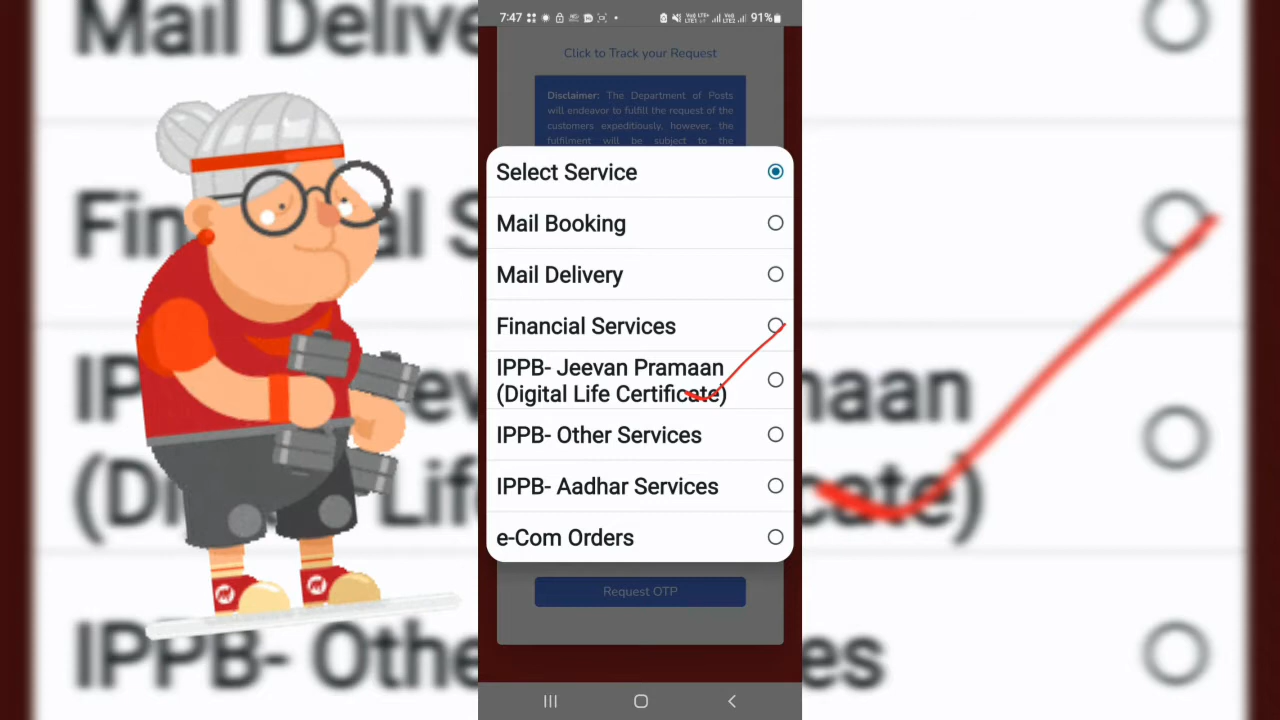 7:47
91%
Click to Track your Request
Disclaimer: The Department of Posts
will endeavor to fulfill the request of the
customers expeditiously, however, the
fulfilment will be subject to the
Select Service
Mail Booking
Mail Delivery
Financial Services
IPPB- Jeevan Pramaan
(Digital Life Certificate)
IPPB- Other Services
IPPB- Aadhar Services
e-Com Orders
Request OTP